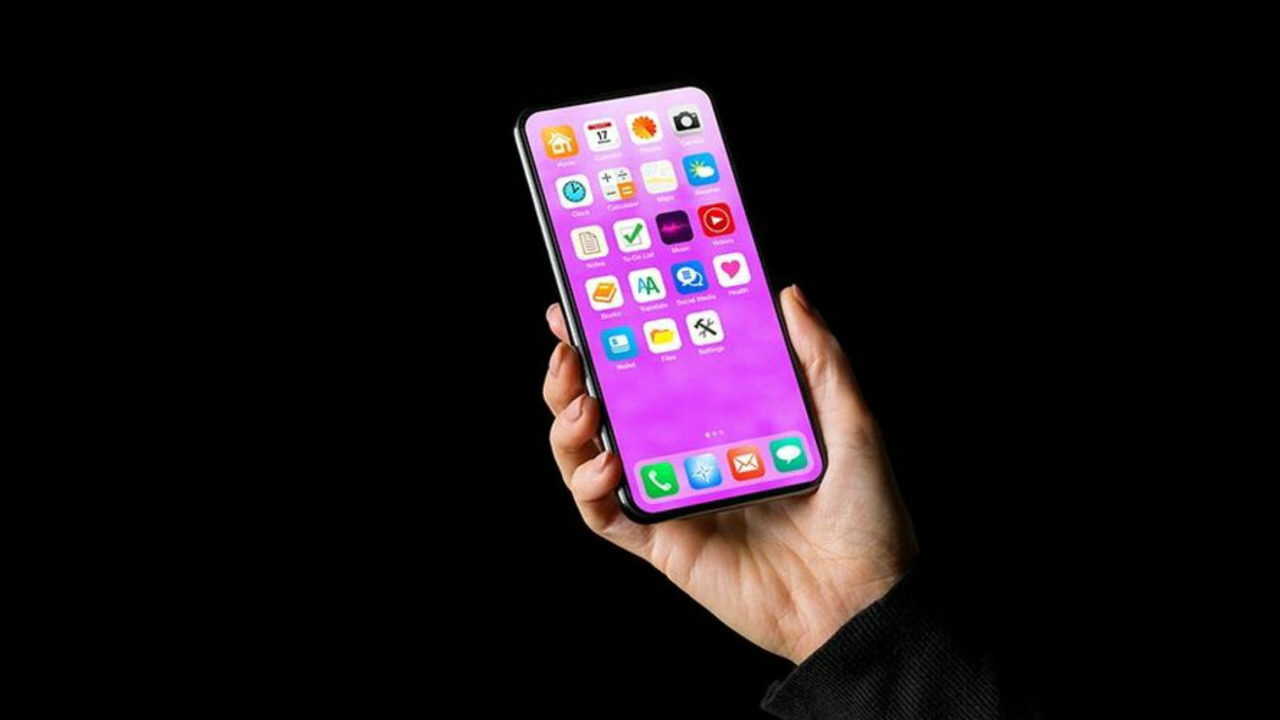 Home
17
Calendar
Photos
Camera
Clock
Calculator
Maps
Weather
Notes
To-Do List
Music
Videos
Books
Translate
Social Media
Health
Wallet
Files
Settings